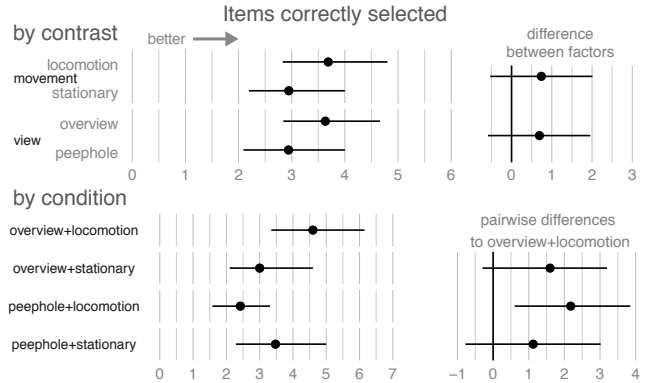 Items correctly selected
by contrast
better
difference
between factors
locomotion
movement
stationary
overview
view
peephole
0 1 2 3 4 5 6
0 1 2 3
by condition
pairwise differences
to overview+locomotion
overview+locomotion
overview+stationary
peephole+locomotion
peephole+stationary
0 1 2 3 4 5 6 7
−1 0 1 2 3 4